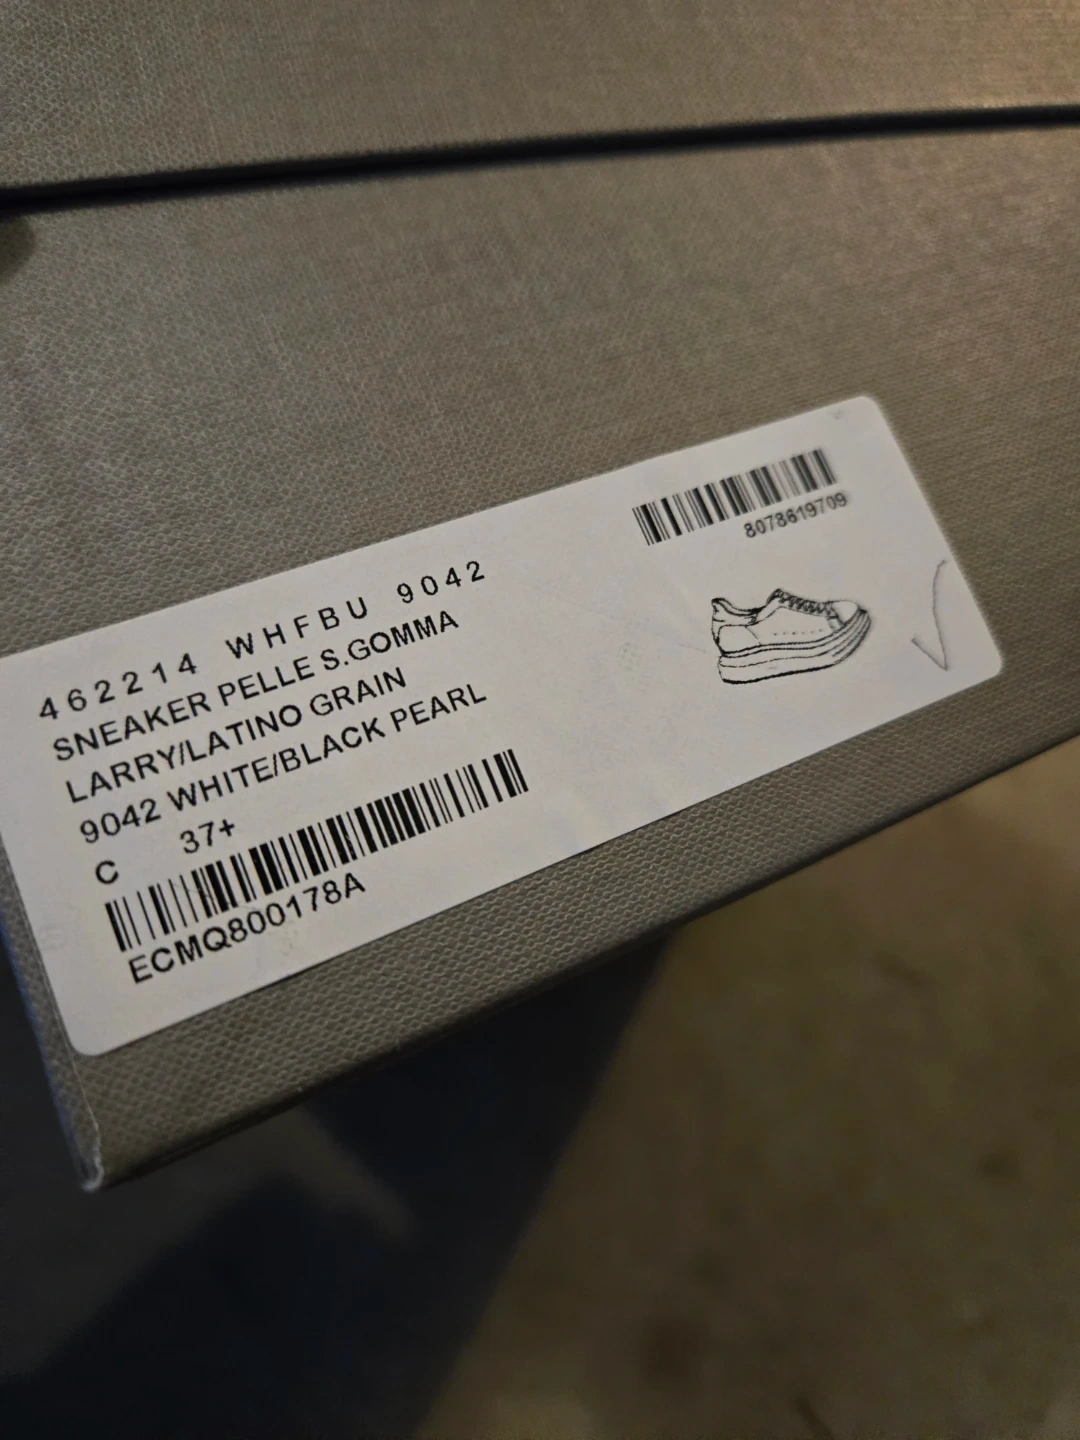 8078619709
462214 WHFBU 9042
SNEAKER PELLE S.GOMMA
LARRY/LATINO GRAIN
9042 WHITE/BLACK PEARL
C 37+
ECMQ800178A